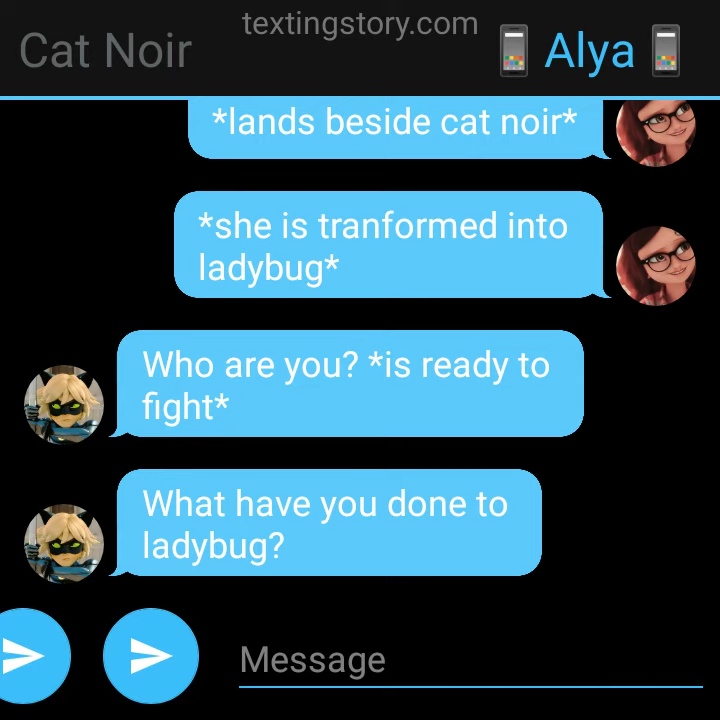 textingstory.com
Cat Noir
Alya
*lands beside cat noir*
*she is tranformed into
ladybug*
Who are you? *is ready to
fight*
What have you done to
ladybug?
Message